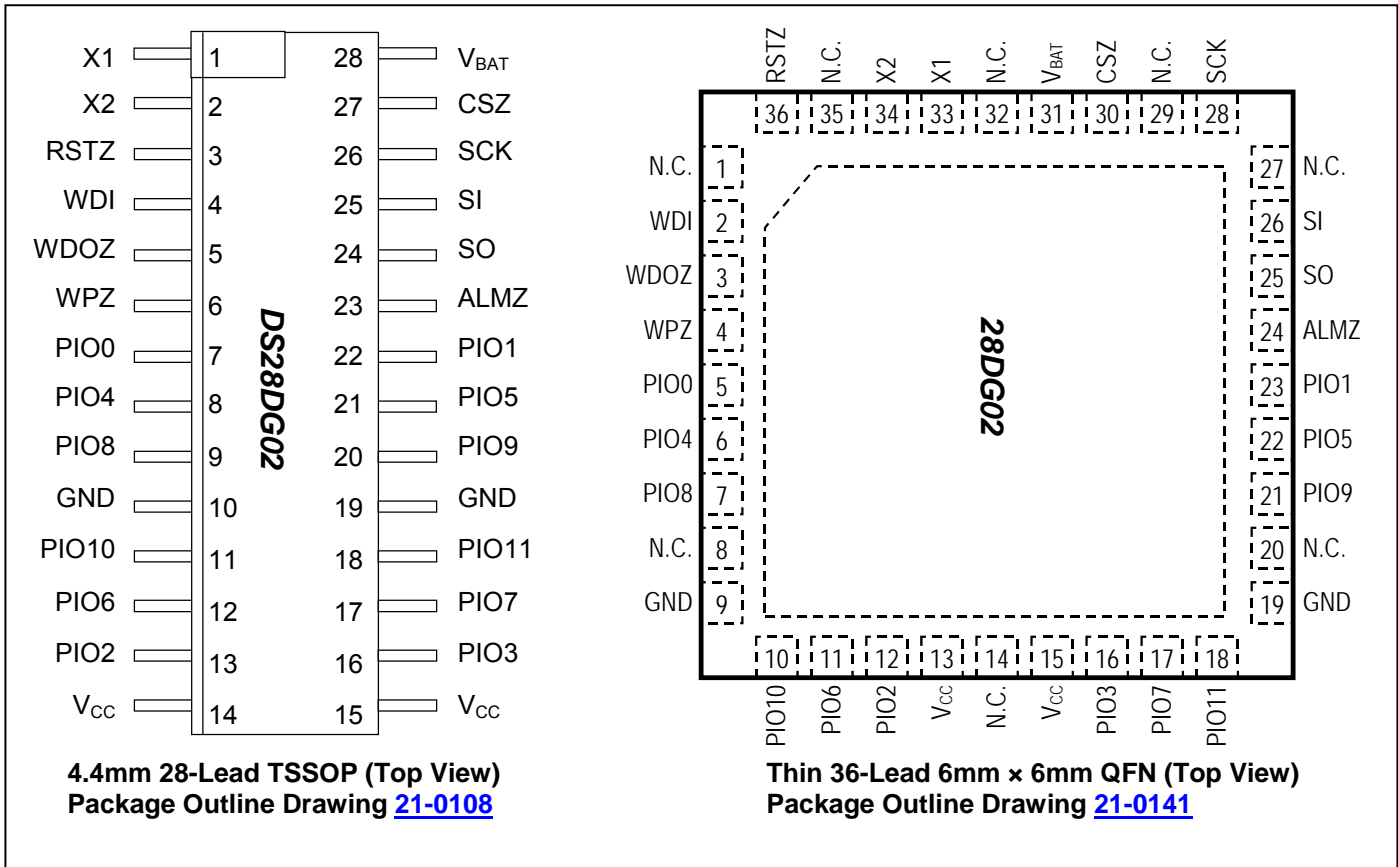 X1 1 28 VBAT
X2 2 27 CSZ
RSTZ 3 26 SCK
WDI 4 25 SI
WDOZ 5 24 SO
WPZ 6 23 ALMZ
PIO0 7 22 PIO1
PIO4 8 21 PIO5
PIO8 9 20 PIO9
GND 10 19 GND
PIO10 11 18 PIO11
PIO6 12 17 PIO7
PIO2 13 16 PIO3
VCC 14 15 VCC
DS28DG02
4.4mm 28-Lead TSSOP (Top View)
Package Outline Drawing 21-0108
RSTZ N.C. X2 X1 N.C. VBAT CSZ N.C. SCK
36 35 34 33 32 31 30 29 28
N.C. 1 27 N.C.
WDI 2 26 SI
WDOZ 3 25 SO
WPZ 4 24 ALMZ
PIO0 5 23 PIO1
PIO4 6 22 PIO5
PIO8 7 21 PIO9
N.C. 8 20 N.C.
GND 9 19 GND
28DG02
10 11 12 13 14 15 16 17 18
PIO10 PIO6 PIO2 VCC N.C. VCC PIO3 PIO7 PIO11
Thin 36-Lead 6mm × 6mm QFN (Top View)
Package Outline Drawing 21-0141